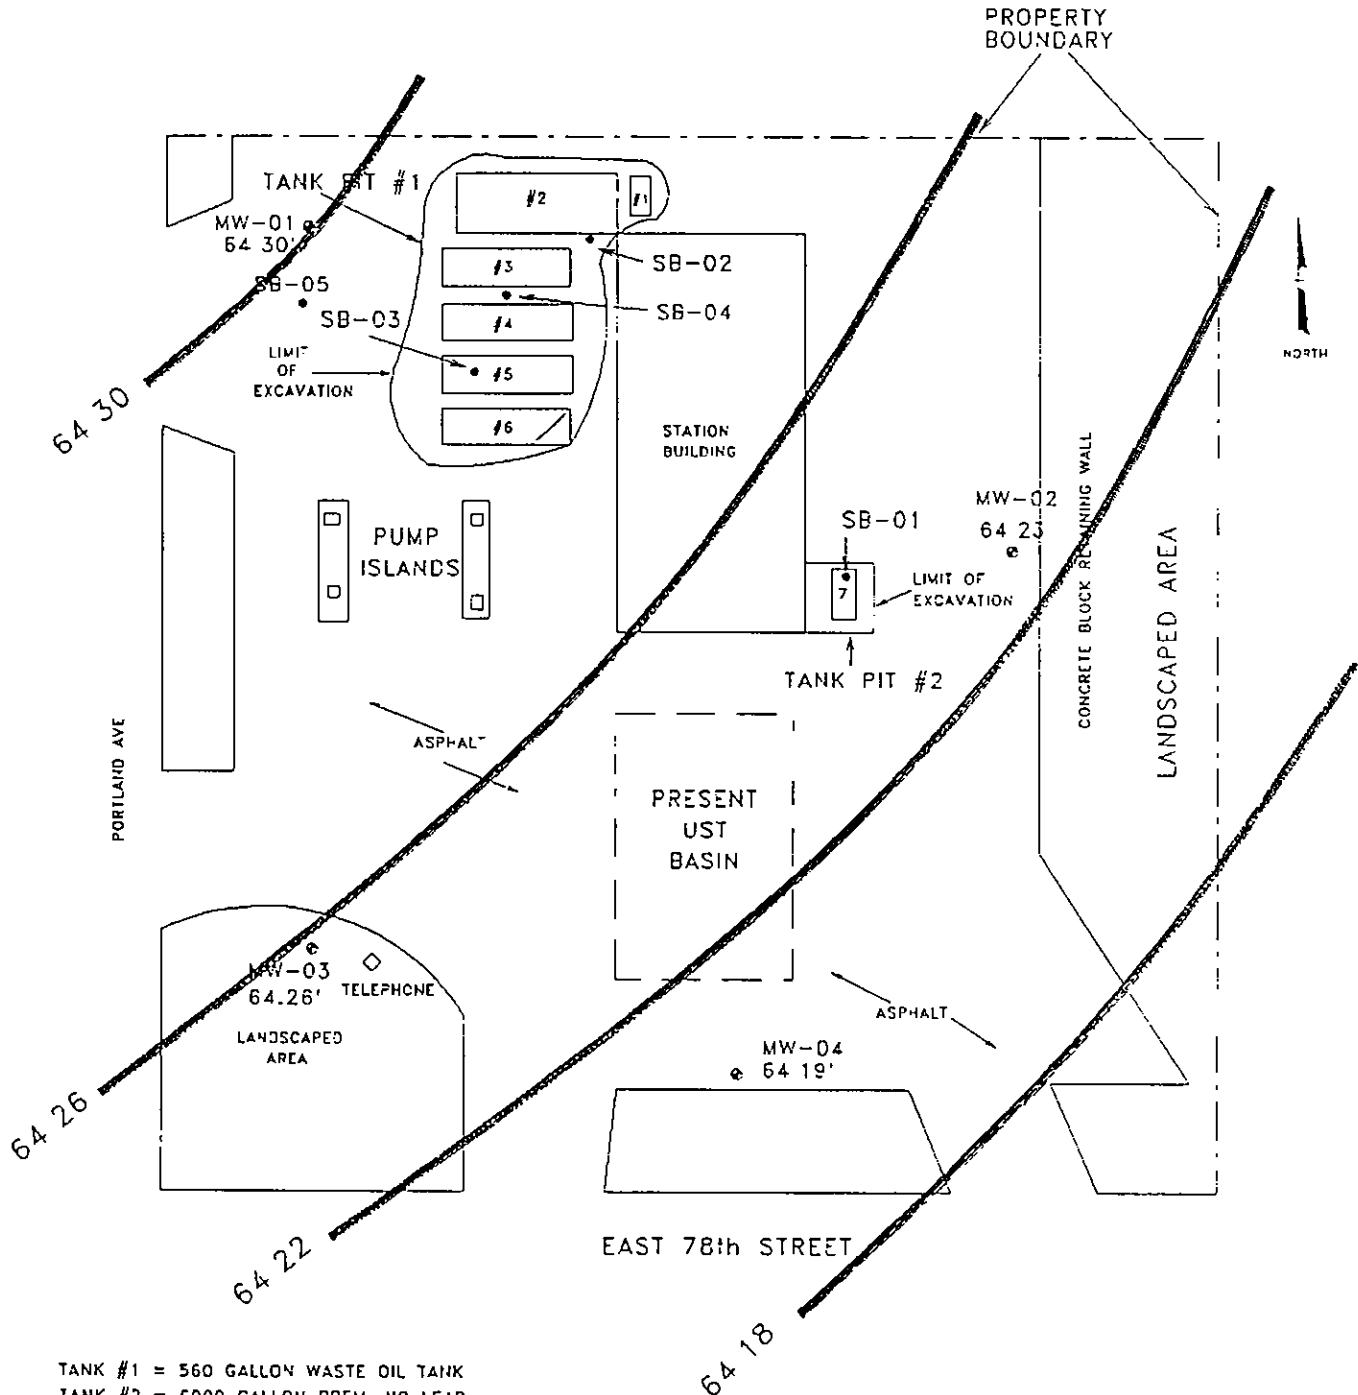 PROPERTY
BOUNDARY
TANK PIT #1
#2
#1
MW-01
64 30'
SB-02
#3
SB-05
SB-04
SB-03
#4
LIMIT
OF
EXCAVATION
#5
NORTH
64 30
#6
STATION
BUILDING
CONCRETE BLOCK RETAINING WALL
MW-02
64 23
SB-01
PUMP
ISLANDS
7
LIMIT OF
EXCAVATION
LANDSCAPED AREA
TANK PIT #2
PORTLAND AVE
ASPHALT
PRESENT
UST
BASIN
MW-03
64.26'
TELEPHONE
LANDSCAPED
AREA
ASPHALT
MW-04
64 19'
64 26
EAST 78th STREET
64 22
64 18
TANK #1 = 560 GALLON WASTE OIL TANK